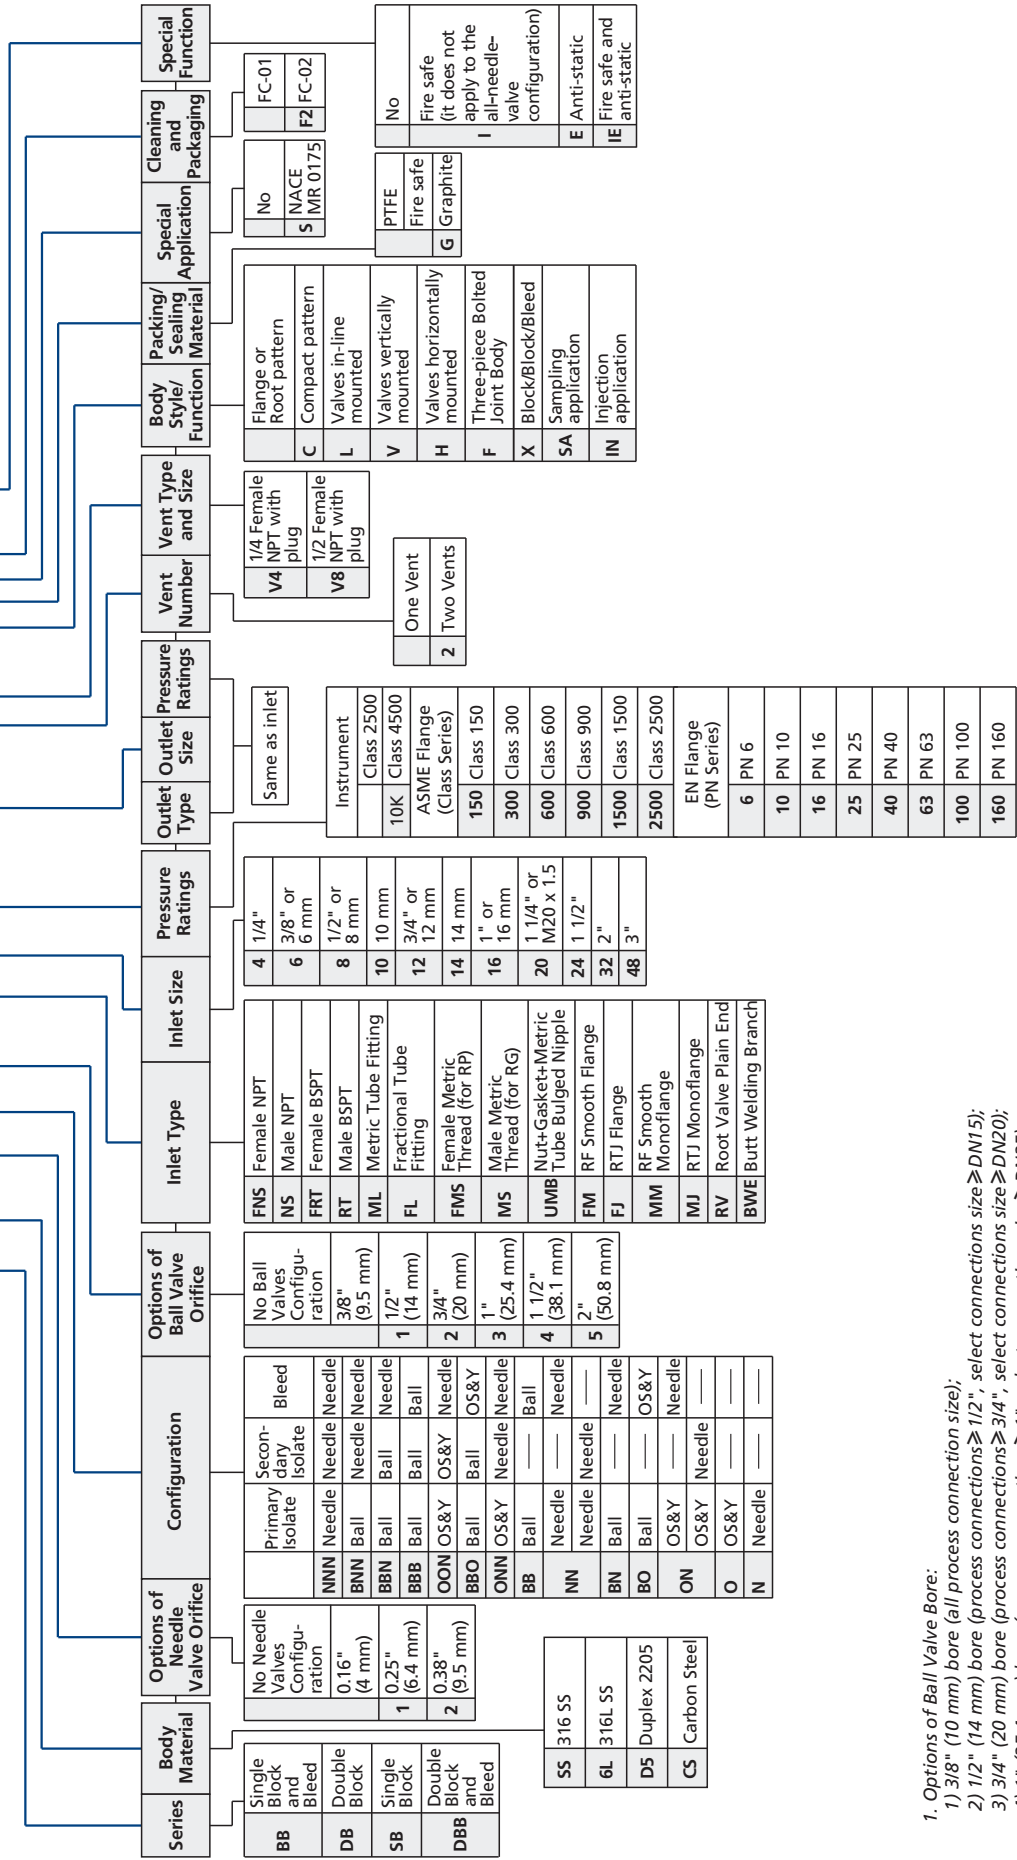 Series
Body
Material
Options of
Needle
Valve Orifice
Configuration
Options of
Ball Valve
Orifice
Inlet Type
Inlet Size
Pressure
Ratings
Outlet
Type
Outlet
Size
Pressure
Ratings
Vent
Number
Vent Type
and Size
Body
Style/
Function
Packing/
Sealing
Material
Special
Application
Cleaning
and
Packaging
Special
Function
BB Single
Block
and
Bleed
DB Double
Block
SB Single
Block
DBB Double
Block
and
Bleed
SS 316 SS
6L 316L SS
D5 Duplex 2205
CS Carbon Steel
No Needle
Valves
Configu-
ration
0.16"
(4 mm)
1 0.25"
(6.4 mm)
2 0.38"
(9.5 mm)
Primary
Isolate
Secon-
dary
Isolate
Bleed
NNN Needle Needle Needle
BNN Ball Needle Needle
BBN Ball Ball Needle
BBB Ball Ball Ball
OON OS&Y OS&Y Needle
BBO Ball Ball OS&Y
ONN OS&Y Needle Needle
BB Ball —— Ball
NN Needle —— Needle
Needle Needle ——
BN Ball —— Needle
BO Ball —— OS&Y
ON OS&Y —— Needle
OS&Y Needle ——
O OS&Y —— ——
N Needle —— ——
No Ball
Valves
Configu-
ration
3/8"
(9.5 mm)
1 1/2"
(14 mm)
2 3/4"
(20 mm)
3 1"
(25.4 mm)
4 1 1/2"
(38.1 mm)
5 2"
(50.8 mm)
FNS Female NPT
NS Male NPT
FRT Female BSPT
RT Male BSPT
ML Metric Tube Fitting
FL Fractional Tube
Fitting
FMS Female Metric
Thread (for RP)
MS Male Metric
Thread (for RG)
UMB Nut+Gasket+Metric
Tube Bulged Nipple
FM RF Smooth Flange
FJ RTJ Flange
MM RF Smooth
Monoflange
MJ RTJ Monoflange
RV Root Valve Plain End
BWE Butt Welding Branch
4 1/4"
6 3/8" or
6 mm
8 1/2" or
8 mm
10 10 mm
12 3/4" or
12 mm
14 14 mm
16 1" or
16 mm
20 1 1/4" or
M20 x 1.5
24 1 1/2"
32 2"
48 3"
Instrument
Class 2500
10K Class 4500
ASME Flange
(Class Series)
150 Class 150
300 Class 300
600 Class 600
900 Class 900
1500 Class 1500
2500 Class 2500
EN Flange
(PN Series)
6 PN 6
10 PN 10
16 PN 16
25 PN 25
40 PN 40
63 PN 63
100 PN 100
160 PN 160
Same as inlet
One Vent
2 Two Vents
V4 1/4 Female
NPT with
plug
V8 1/2 Female
NPT with
plug
Flange or
Root pattern
C Compact pattern
L Valves in-line
mounted
V Valves vertically
mounted
H Valves horizontally
mounted
F Three-piece Bolted
Joint Body
X Block/Block/Bleed
SA Sampling
application
IN Injection
application
PTFE
Fire safe
G Graphite
No
S NACE
MR 0175
FC-01
F2 FC-02
No
I Fire safe
(it does not
apply to the
all-needle-
valve
configuration)
E Anti-static
IE Fire safe and
anti-static
1. Options of Ball Valve Bore:
1) 3/8" (10 mm) bore (all process connection size);
2) 1/2" (14 mm) bore (process connections≥1/2", select connections size≥DN15);
3) 3/4" (20 mm) bore (process connections≥3/4", select connections size≥DN20);